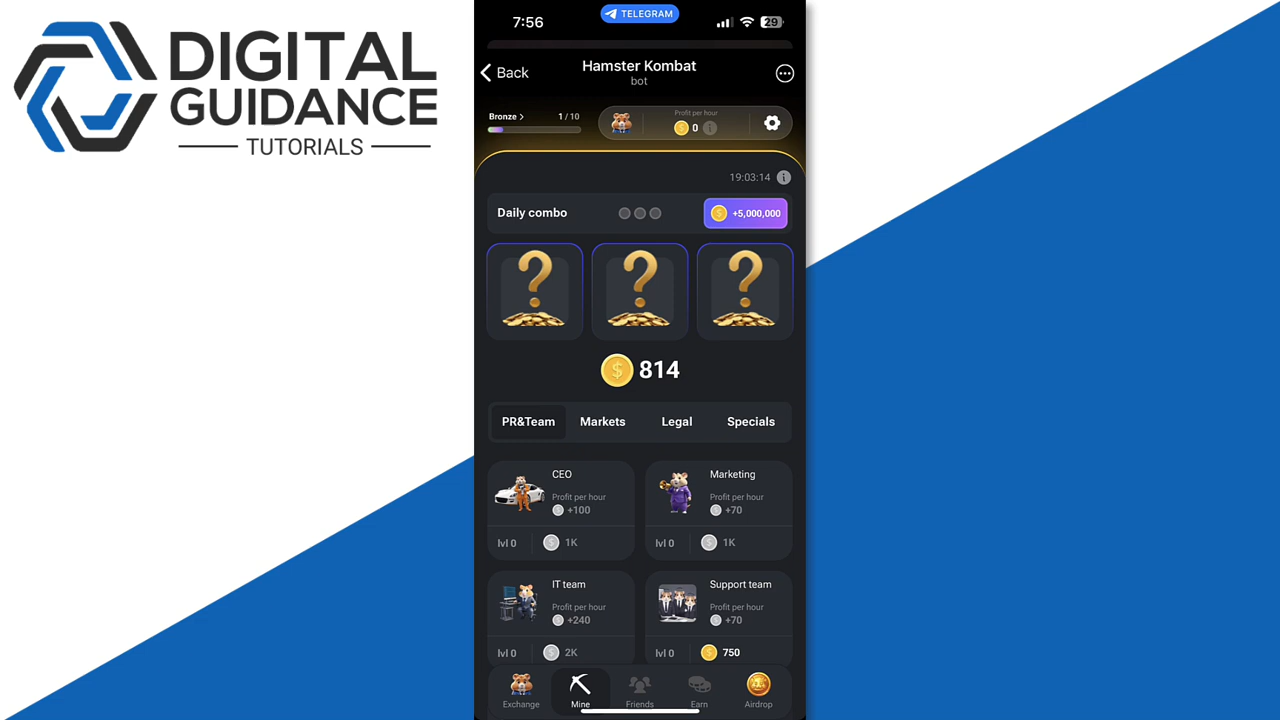 DIGITAL
GUIDANCE
TUTORIALS
7:56
TELEGRAM
29
Back
Hamster Kombat
bot
Bronze >
1 / 10
Profit per hour
0
19:03:14
Daily combo
+5,000,000
814
PR&Team
Markets
Legal
Specials
CEO
Profit per hour
+100
lvl 0
1K
Marketing
Profit per hour
+70
lvl 0
1K
IT team
Profit per hour
+240
lvl 0
2K
Support team
Profit per hour
+70
lvl 0
750
Exchange
Mine
Friends
Earn
Airdrop